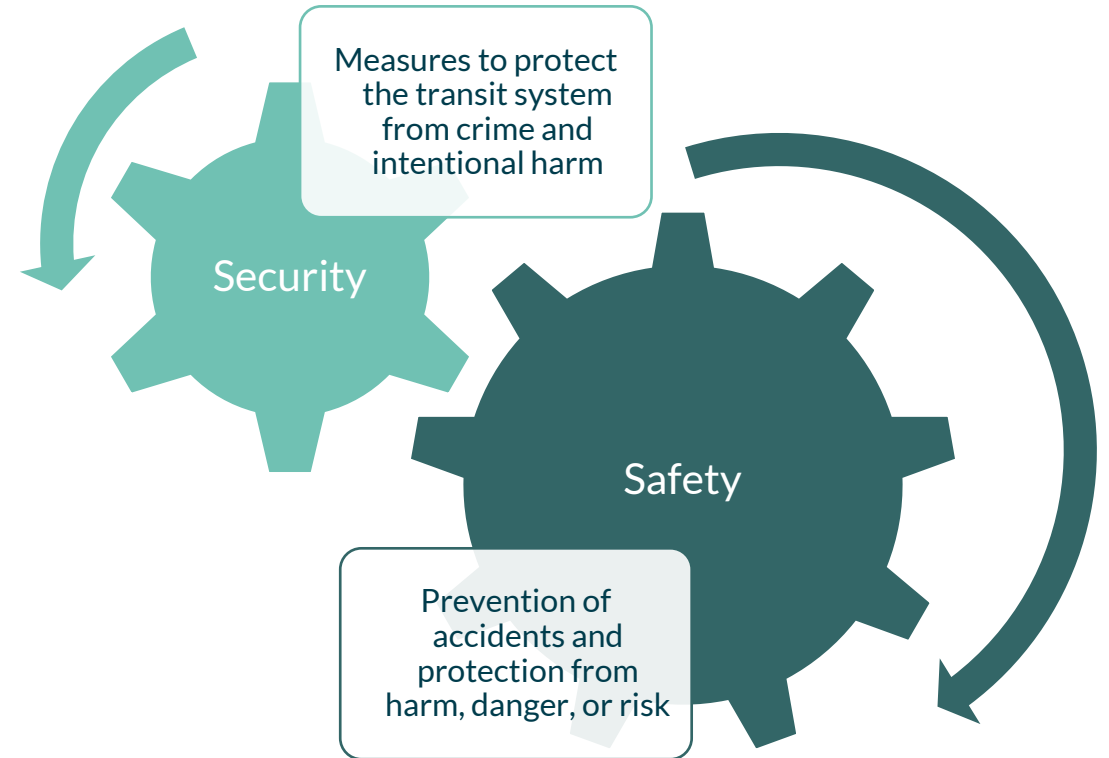 Measures to protect
the transit system
from crime and
intentional harm
Security
Safety
Prevention of
accidents and
protection from
harm, danger, or risk